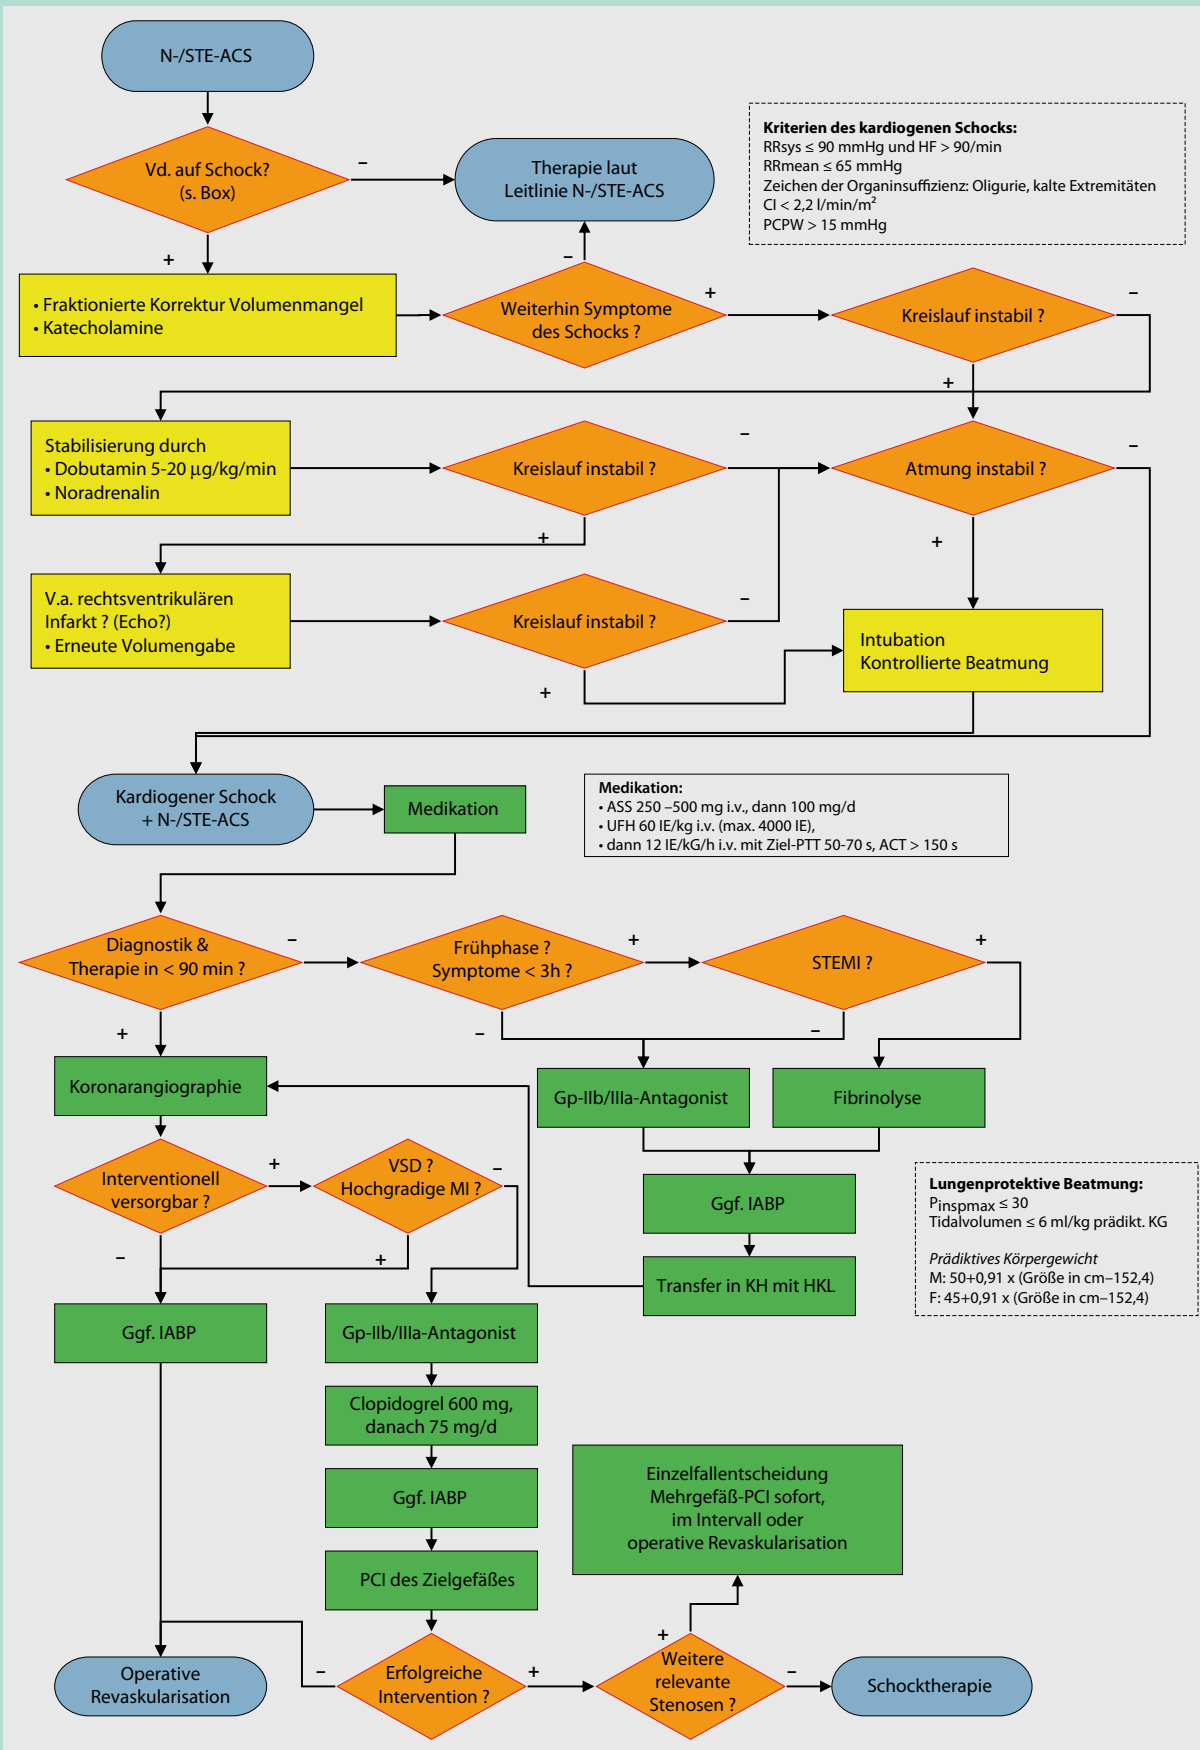 N-/STE-ACS
Vd. auf Schock?
(s. Box)
–
Therapie laut
Leitlinie N-/STE-ACS
Kriterien des kardiogenen Schocks:
RRsys ≤ 90 mmHg und HF > 90/min
RRmean ≤ 65 mmHg
Zeichen der Organinsuffizienz: Oligurie, kalte Extremitäten
CI < 2,2 l/min/m²
PCPW > 15 mmHg
+
–
• Fraktionierte Korrektur Volumenmangel
• Katecholamine
Weiterhin Symptome
des Schocks ?
+
Kreislauf instabil ?
–
+
Stabilisierung durch
• Dobutamin 5-20 µg/kg/min
• Noradrenalin
Kreislauf instabil ?
–
Atmung instabil ?
–
+
+
V.a. rechtsventrikulären
Infarkt ? (Echo?)
• Erneute Volumengabe
Kreislauf instabil ?
–
+
Intubation
Kontrollierte Beatmung
Kardiogener Schock
+ N-/STE-ACS
Medikation
Medikation:
• ASS 250 –500 mg i.v., dann 100 mg/d
• UFH 60 IE/kg i.v. (max. 4000 IE),
• dann 12 IE/kG/h i.v. mit Ziel-PTT 50-70 s, ACT > 150 s
Diagnostik &
Therapie in < 90 min ?
–
Frühphase ?
Symptome < 3h ?
+
STEMI ?
+
+
–
–
Koronarangiographie
Gp-IIb/IIIa-Antagonist
Fibrinolyse
Interventionell
versorgbar ?
+
VSD ?
Hochgradige MI ?
–
Ggf. IABP
Lungenprotektive Beatmung:
Pinspmax ≤ 30
Tidalvolumen ≤ 6 ml/kg prädikt. KG
Prädiktives Körpergewicht
M: 50+0,91 x (Größe in cm–152,4)
F: 45+0,91 x (Größe in cm–152,4)
–
+
Transfer in KH mit HKL
Ggf. IABP
Gp-IIb/IIIa-Antagonist
Clopidogrel 600 mg,
danach 75 mg/d
Ggf. IABP
Einzelfallentscheidung
Mehrgefäß-PCI sofort,
im Intervall oder
operative Revaskularisation
PCI des Zielgefäßes
Operative
Revaskularisation
–
Erfolgreiche
Intervention ?
+
+
Weitere
relevante
Stenosen ?
–
Schocktherapie